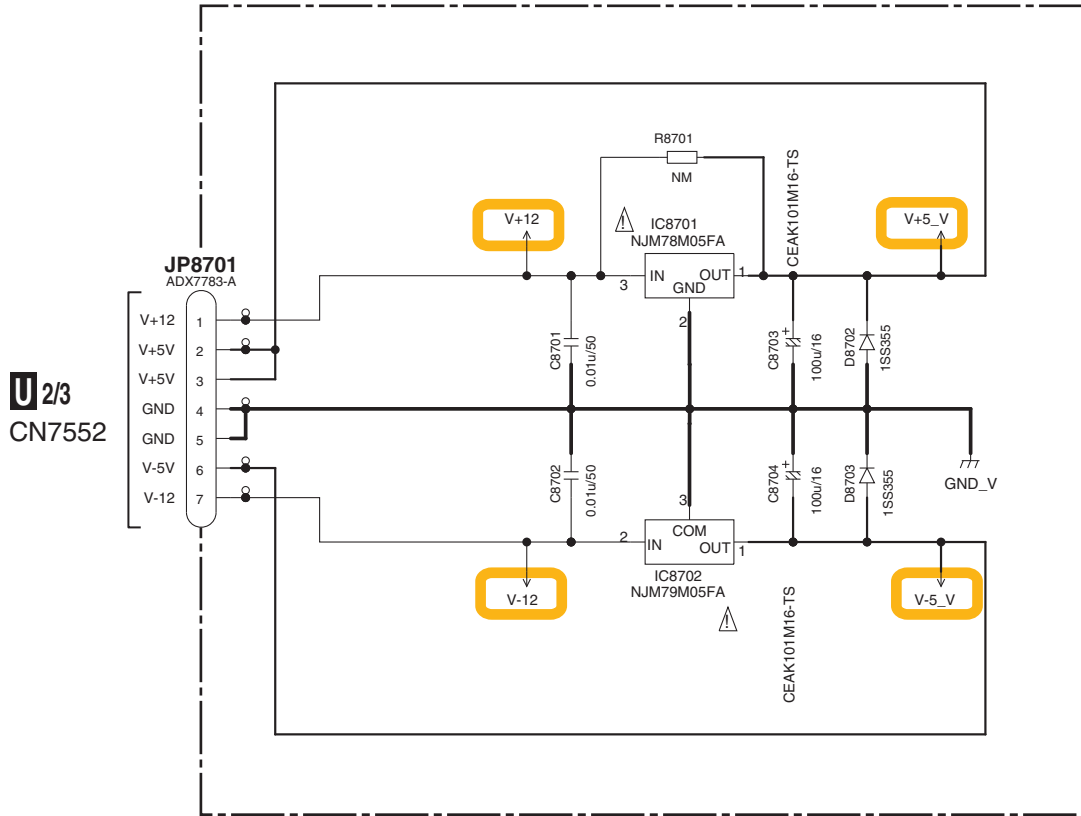 R8701
NM
CEAK101M16-TS
V+12
IC8701
NJM78M05FA
V+5_V
JP8701
ADX7783-A
IN
OUT
GND
3
1
2
V+12 1
V+5V 2
V+5V 3
GND 4
GND 5
V-5V 6
V-12 7
U 2/3
CN7552
C8701
0.01u/50
C8703
+
100u/16
D8702
1SS355
C8702
0.01u/50
C8704
+
100u/16
D8703
1SS355
GND_V
3
COM
2
IN
OUT
1
IC8702
NJM79M05FA
V-12
V-5_V
CEAK101M16-TS